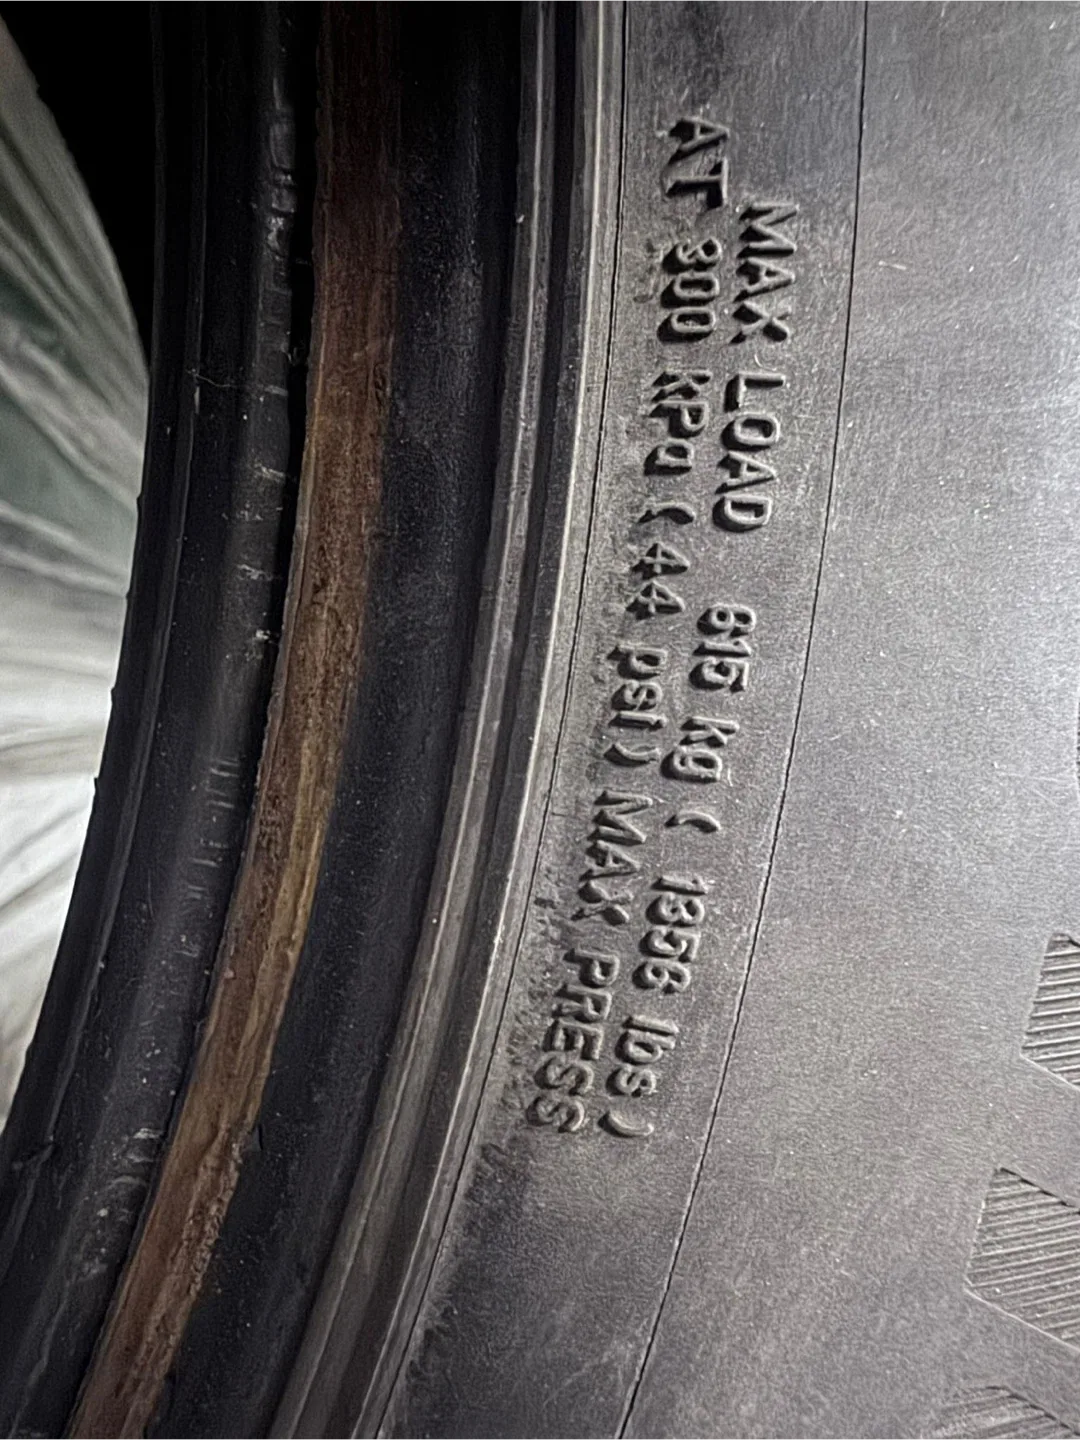 MAX LOAD 615 kg ( 1356 lbs )
AT 300 kPa ( 44 psi ) MAX PRESS